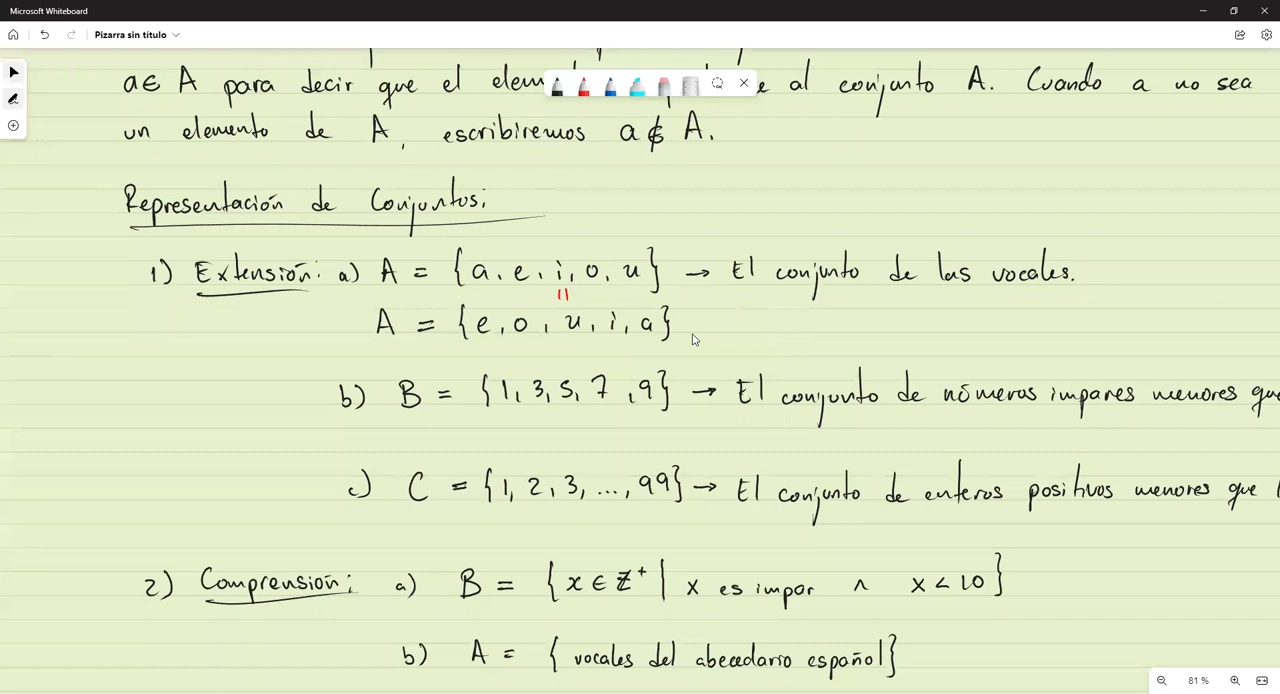 Microsoft Whiteboard
Pizarra sin título
a ∈ A para decir que el al conjunto A. Cuando a no sea
un elemento de A, escribiremos a ∉ A.
Representación de Conjuntos:
1) Extensión: a) A = {a, e, i, o, u} → El conjunto de las vocales.
"
A = {e, o, u, i, a}
b) B = {1, 3, 5, 7, 9} → El conjunto de números impares menores que
c) C = {1, 2, 3, ..., 99} → El conjunto de enteros positivos menores que
2) Comprensión: a) B = {x ∈ Z⁺ | x es impar ∧ x < 10}
b) A = {vocales del abecedario español}
81 %